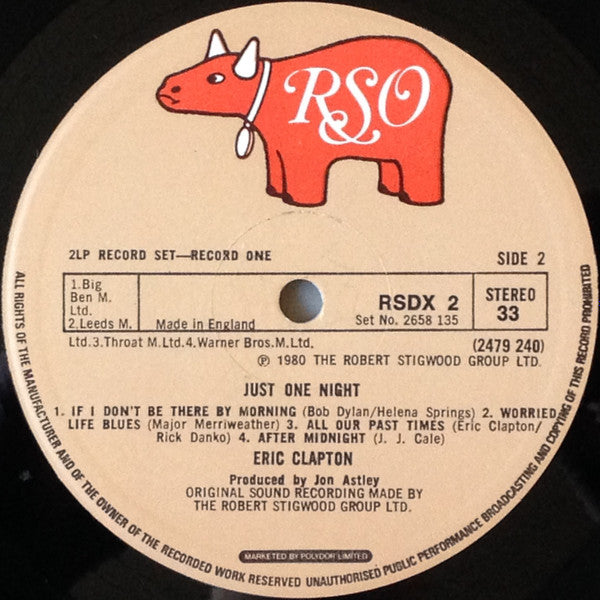 RSO
2LP RECORD SET—RECORD ONE
SIDE 2
1.Big
Ben M.
Ltd.
2.Leeds M.
Made in England
RSDX 2
Set No. 2658 135
STEREO
33
Ltd.3.Throat M.Ltd.4.Warner Bros.M.Ltd.
(2479 240)
℗ 1980 THE ROBERT STIGWOOD GROUP LTD.
JUST ONE NIGHT
1. IF I DON'T BE THERE BY MORNING (Bob Dylan/Helena Springs) 2. WORRIED
LIFE BLUES (Major Merriweather) 3. ALL OUR PAST TIMES (Eric Clapton/
Rick Danko) 4. AFTER MIDNIGHT (J. J. Cale)
ERIC CLAPTON
Produced by Jon Astley
ORIGINAL SOUND RECORDING MADE BY
THE ROBERT STIGWOOD GROUP LTD.
MARKETED BY POLYDOR LIMITED
ALL RIGHTS OF THE MANUFACTURER AND OF THE OWNER OF THE RECORDED WORK RESERVED UNAUTHORISED PUBLIC PERFORMANCE BROADCASTING AND COPYING OF THIS RECORD PROHIBITED